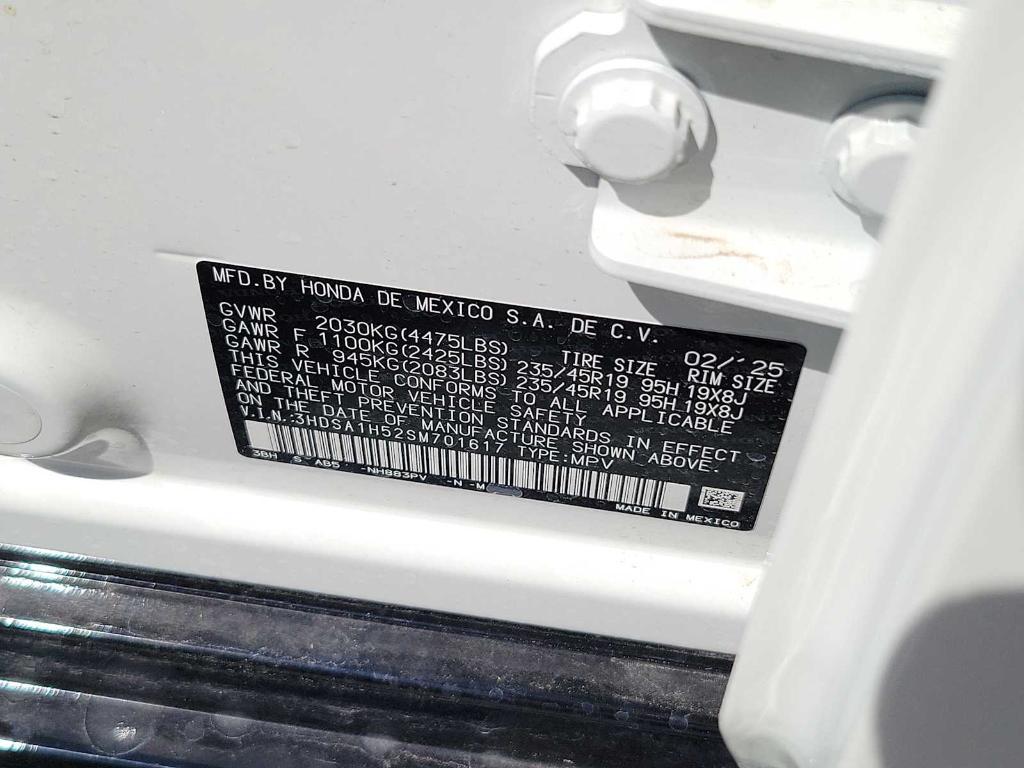 MFD.BY HONDA DE MEXICO S.A. DE C.V.
GVWR 2030KG(4475LBS) TIRE SIZE 02/'25 RIM SIZE
GAWR F 1100KG(2425LBS) 235/45R19 95H 19X8J
GAWR R 945KG(2083LBS) 235/45R19 95H 19X8J
THIS VEHICLE CONFORMS TO ALL APPLICABLE
FEDERAL MOTOR VEHICLE SAFETY
AND THEFT PREVENTION STANDARDS IN EFFECT
ON THE DATE OF MANUFACTURE SHOWN ABOVE.
V.I.N.:3HDSA1H52SM701617 TYPE:MPV
3BH S AB5 -NH883PV -N -M
MADE IN MEXICO